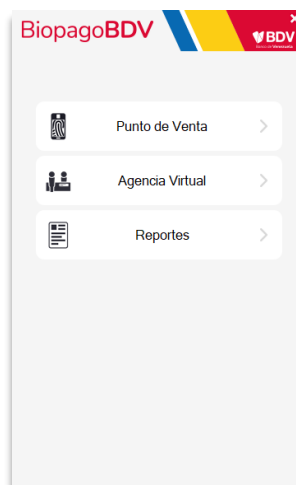 BiopagoBDV
BDV
Banco de Venezuela
Punto de Venta
Agencia Virtual
Reportes